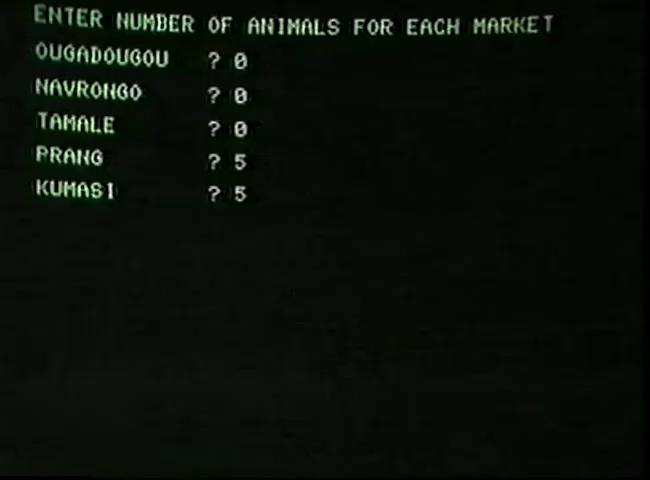 ENTER NUMBER OF ANIMALS FOR EACH MARKET
OUGADOUGOU ? 0
NAVRONGO ? 0
TAMALE ? 0
PRANG ? 5
KUMASI ? 5